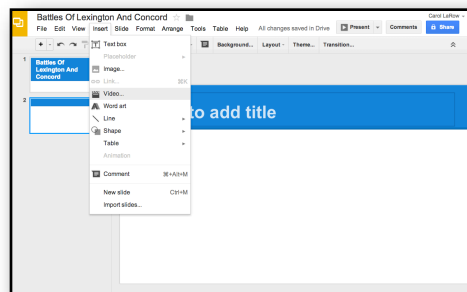 Battles Of Lexington And Concord
Carol LaRow
File Edit View Insert Slide Format Arrange Tools Table Help All changes saved in Drive Present Comments Share
Background... Layout Theme... Transition...
Text box
Placeholder
Image...
Link... ⌘K
Video...
Word art
Line
Shape
Table
Animation
Comment ⌘+Alt+M
New slide Ctrl+M
Import slides...
1
Battles Of
Lexington And
Concord
2
to add title